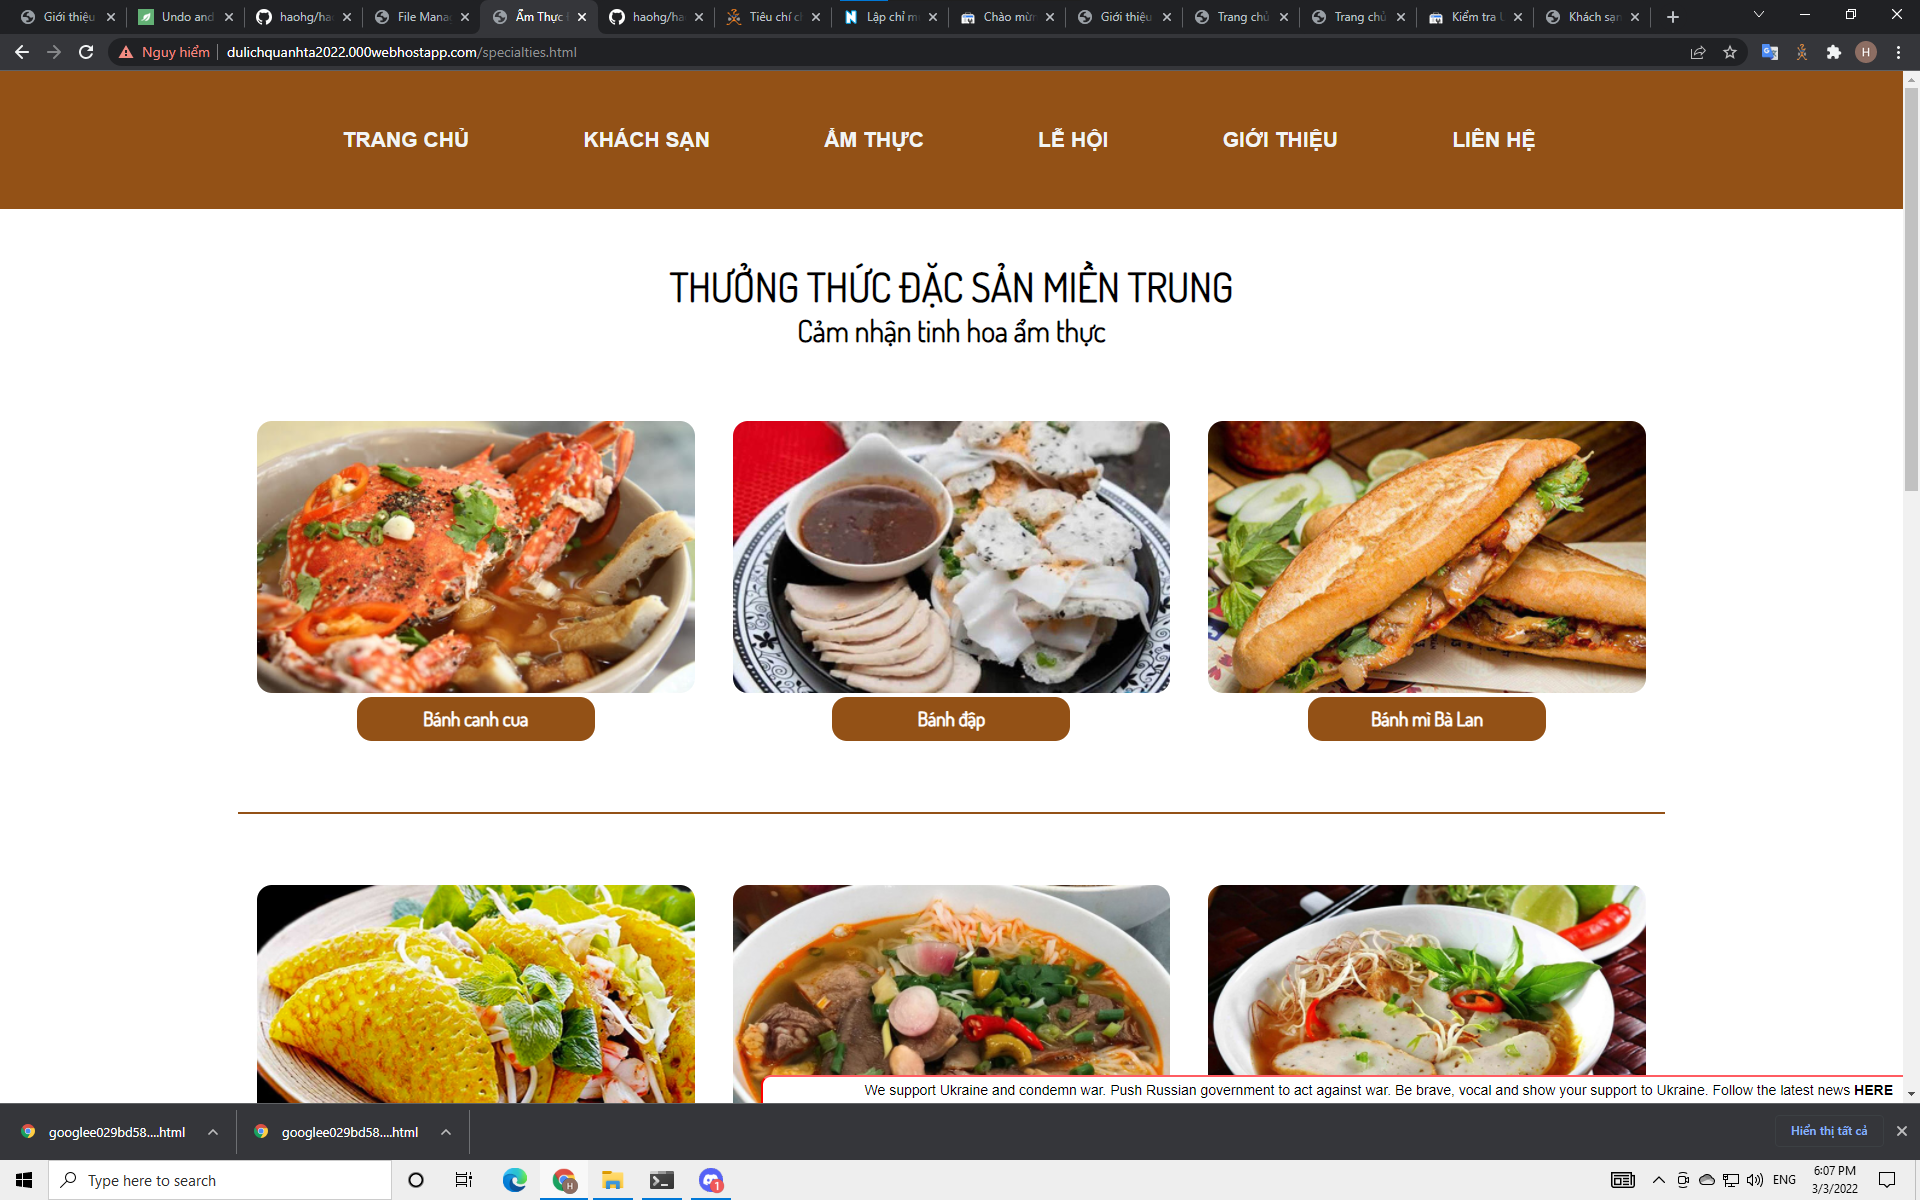 Giới thiệu
Undo and
haohg/ha
File Mana
Ẩm Thực
haohg/ha
Tiêu chí c
Lập chỉ m
Chào mừn
Giới thiệu
Trang chủ
Trang chủ
Kiểm tra
Khách sạn
Nguy hiểm
dulichquanhta2022.000webhostapp.com/specialties.html
H
TRANG CHỦ
KHÁCH SẠN
ẨM THỰC
LỄ HỘI
GIỚI THIỆU
LIÊN HỆ
THƯỞNG THỨC ĐẶC SẢN MIỀN TRUNG
Cảm nhận tinh hoa ẩm thực
Bánh canh cua
Bánh đập
Bánh mì Bà Lan
We support Ukraine and condemn war. Push Russian government to act against war. Be brave, vocal and show your support to Ukraine. Follow the latest news HERE
googlee029bd58....html
googlee029bd58....html
Hiển thị tất cả
Type here to search
H
1
ENG
6:07 PM
3/3/2022